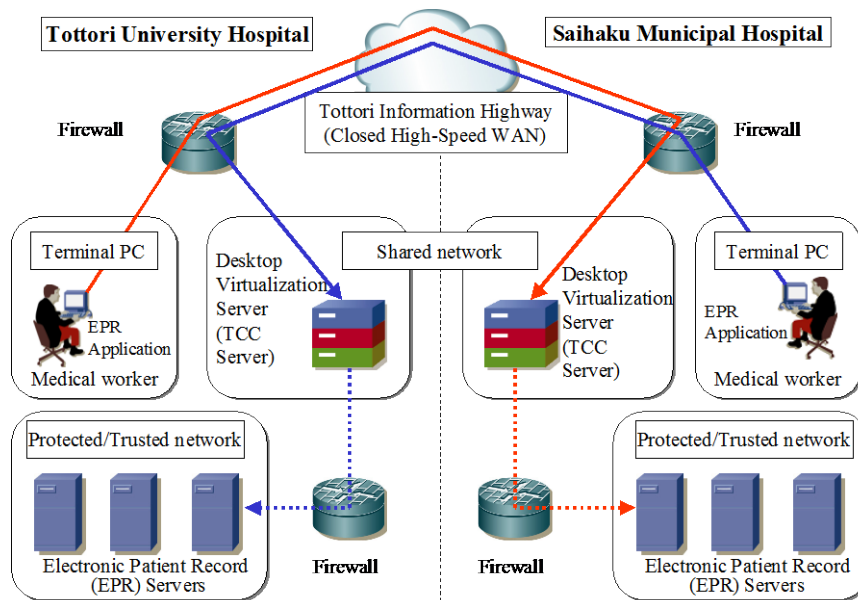 Tottori University Hospital
Saihaku Municipal Hospital
Tottori Information Highway
(Closed High-Speed WAN)
Firewall
Firewall
Terminal PC
EPR
Application
Medical worker
Desktop
Virtualization
Server
(TCC
Server)
Shared network
Desktop
Virtualization
Server
(TCC
Server)
Terminal PC
EPR
Application
Medical worker
Protected/Trusted network
Electronic Patient Record
(EPR) Servers
Firewall
Firewall
Protected/Trusted network
Electronic Patient Record
(EPR) Servers